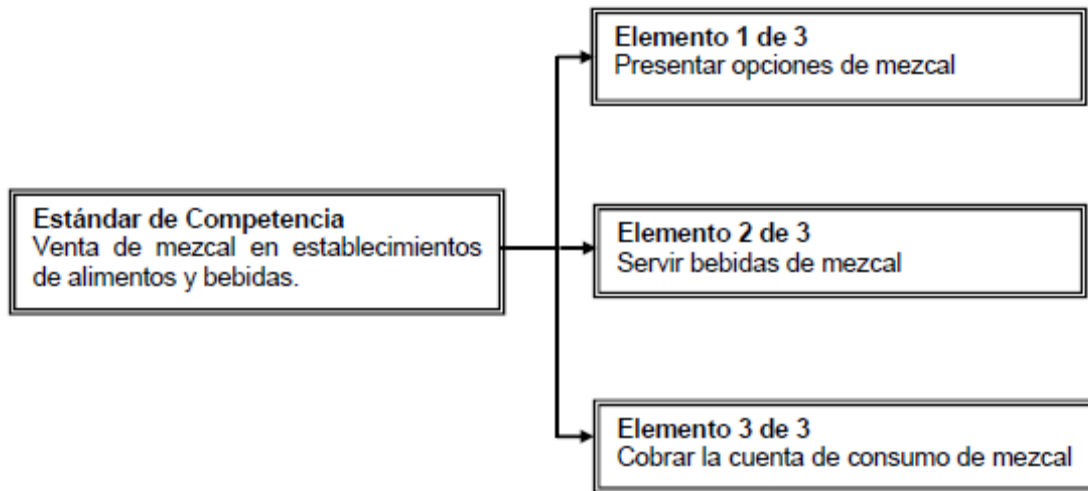 Elemento 1 de 3
Presentar opciones de mezcal
Estándar de Competencia
Venta de mezcal en establecimientos
de alimentos y bebidas.
Elemento 2 de 3
Servir bebidas de mezcal
Elemento 3 de 3
Cobrar la cuenta de consumo de mezcal